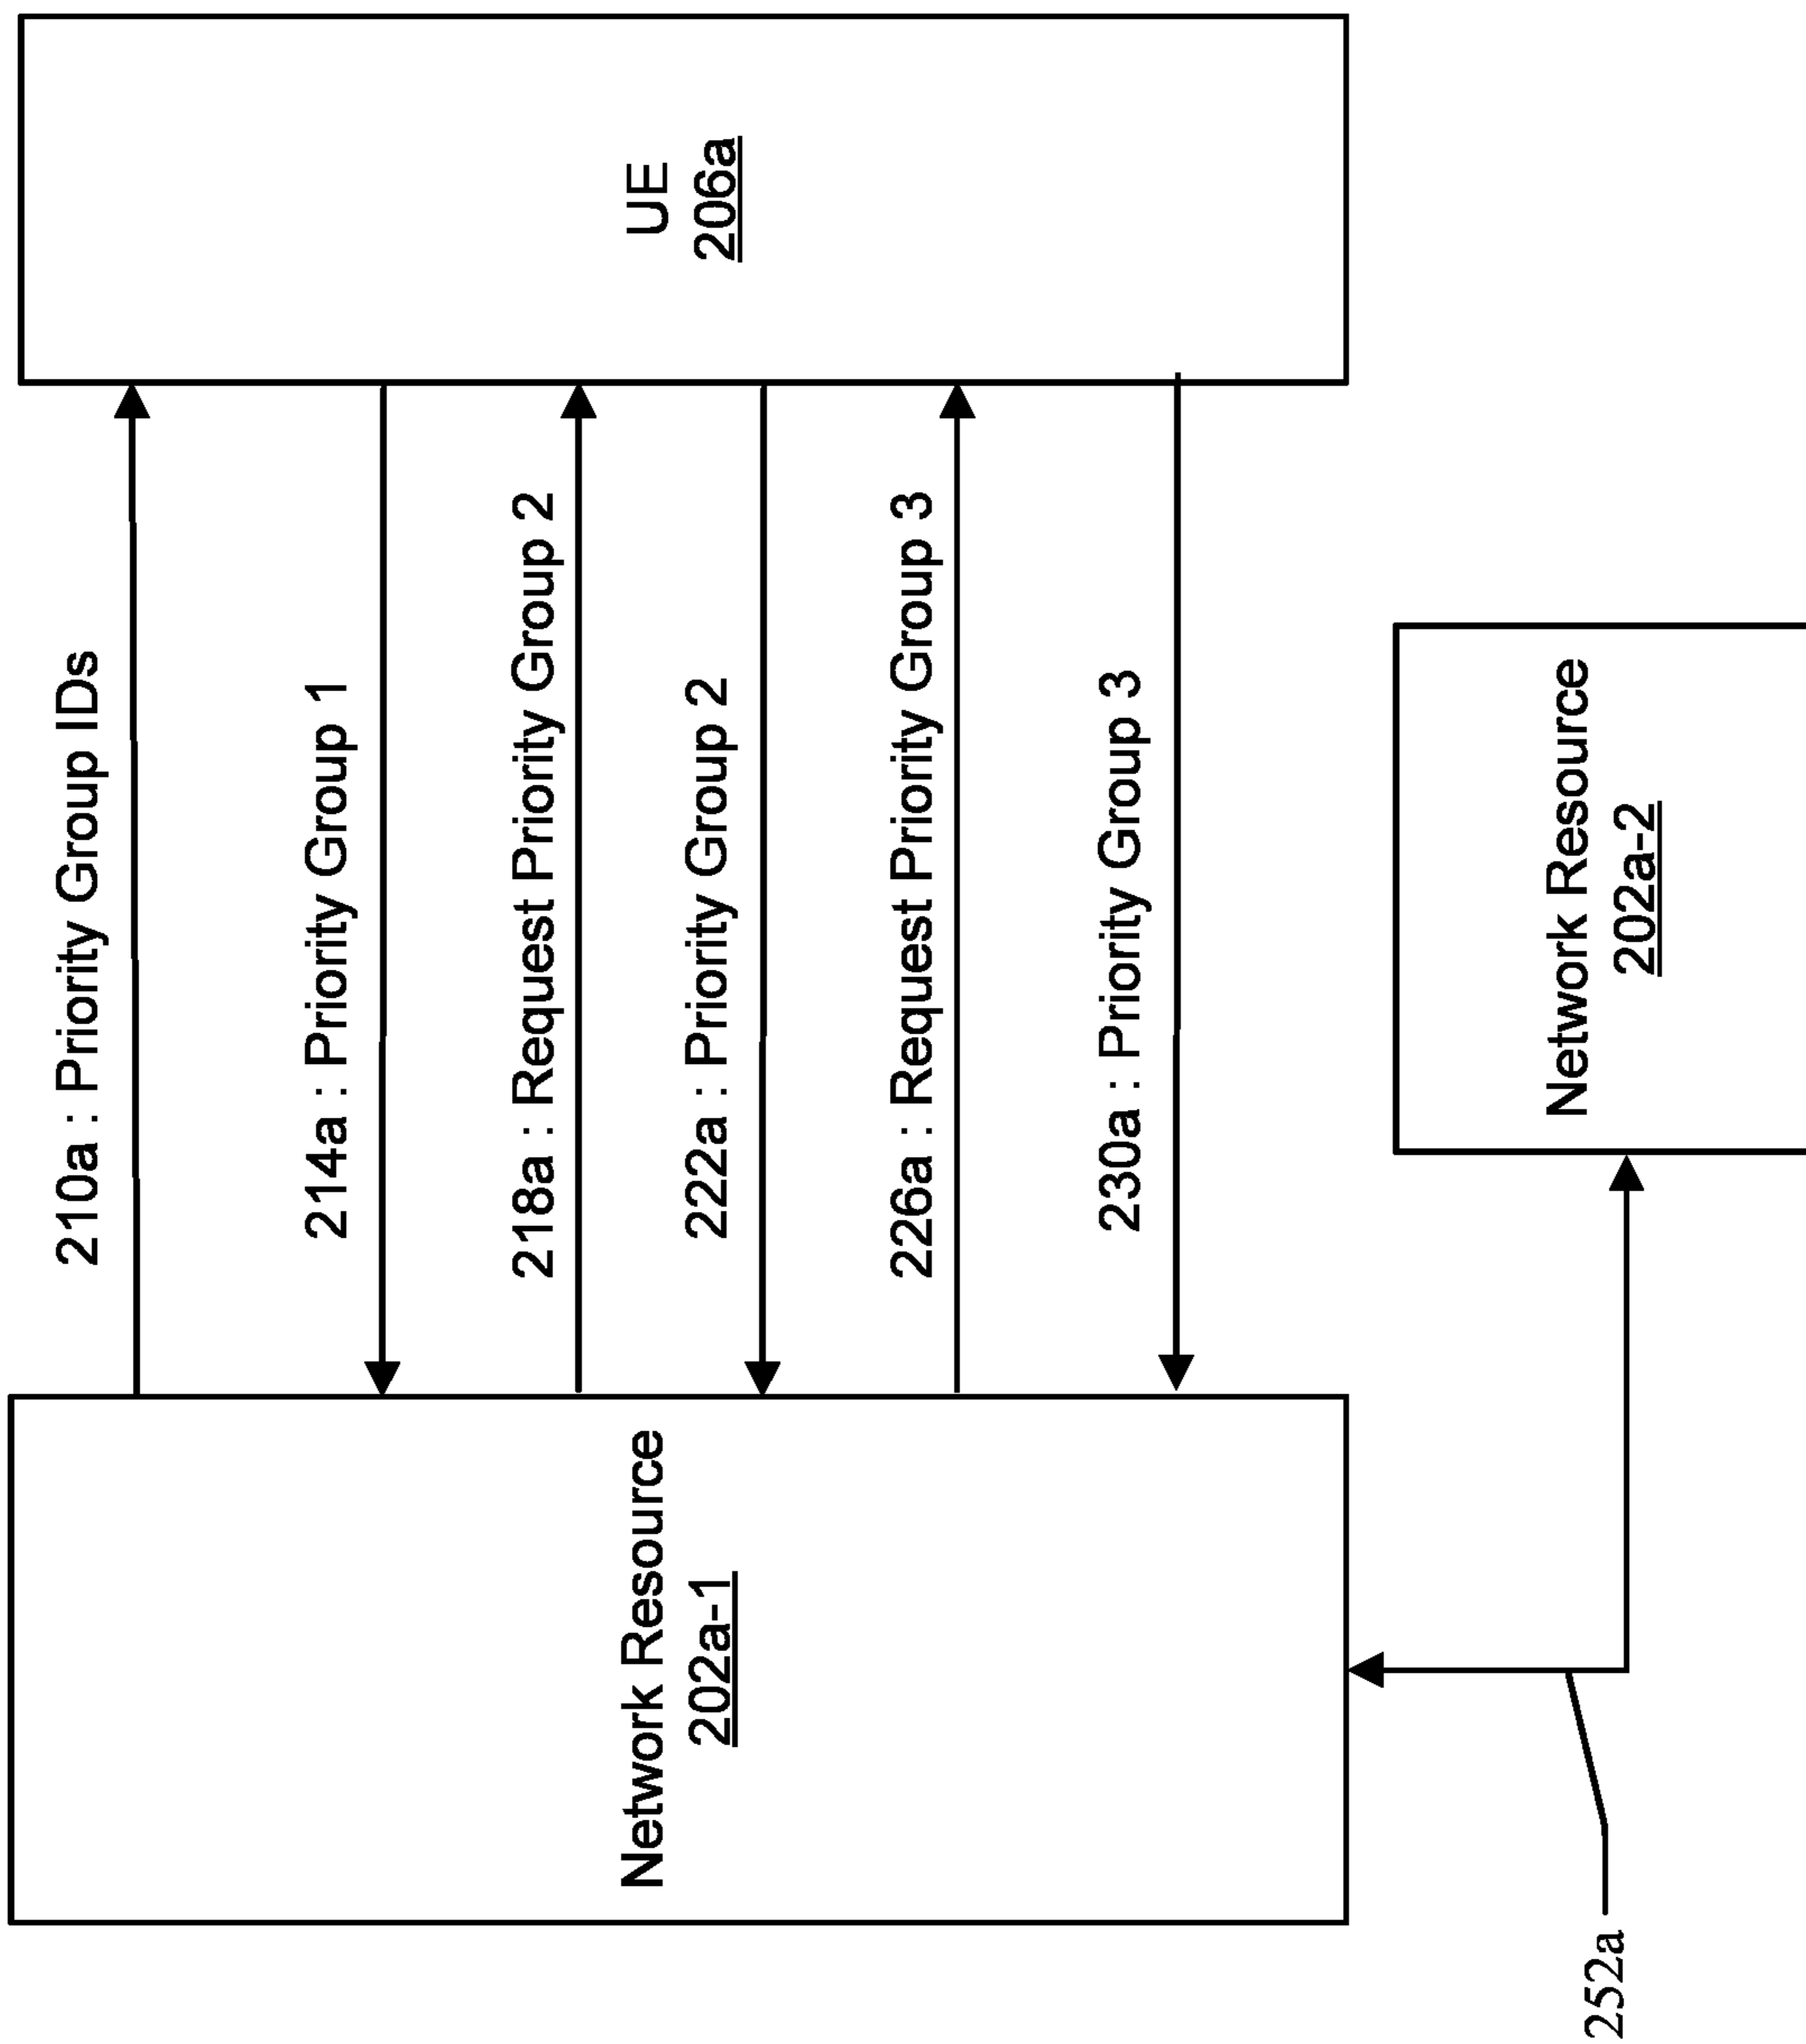 210a : Priority Group IDs
214a : Priority Group 1
218a : Request Priority Group 2
222a : Priority Group 2
226a : Request Priority Group 3
230a : Priority Group 3
Network Resource
202a-1
UE
206a
Network Resource
202a-2
252a